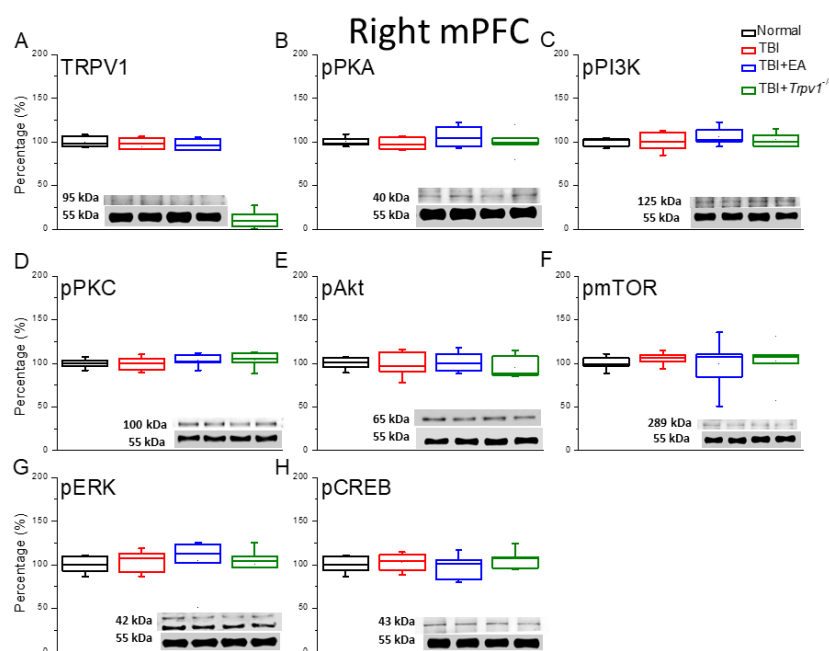 Right mPFC
Normal
TBI
TBI+EA
TBI+Trpv1-/-
A
TRPV1
200
150
100
50
0
Percentage (%)
95 kDa
55 kDa
B
pPKA
200
150
100
50
0
40 kDa
55 kDa
C
pPI3K
200
150
100
50
0
125 kDa
55 kDa
D
pPKC
200
150
100
50
0
Percentage (%)
100 kDa
55 kDa
E
pAkt
200
150
100
50
0
65 kDa
55 kDa
F
pmTOR
200
150
100
50
0
289 kDa
55 kDa
G
pERK
200
150
100
50
0
Percentage (%)
42 kDa
55 kDa
H
pCREB
200
150
100
50
0
43 kDa
55 kDa